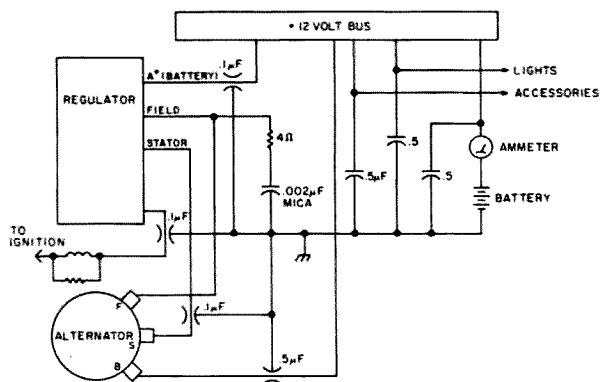 +12 VOLT BUS
.1µF
A+ (BATTERY)
LIGHTS
REGULATOR
ACCESSORIES
FIELD
4Ω
STATOR
.5
AMMETER
.5µF
.5
.002µF
MICA
BATTERY
.1µF
TO
IGNITION
F
.1µF
ALTERNATOR
S
B
.5µF